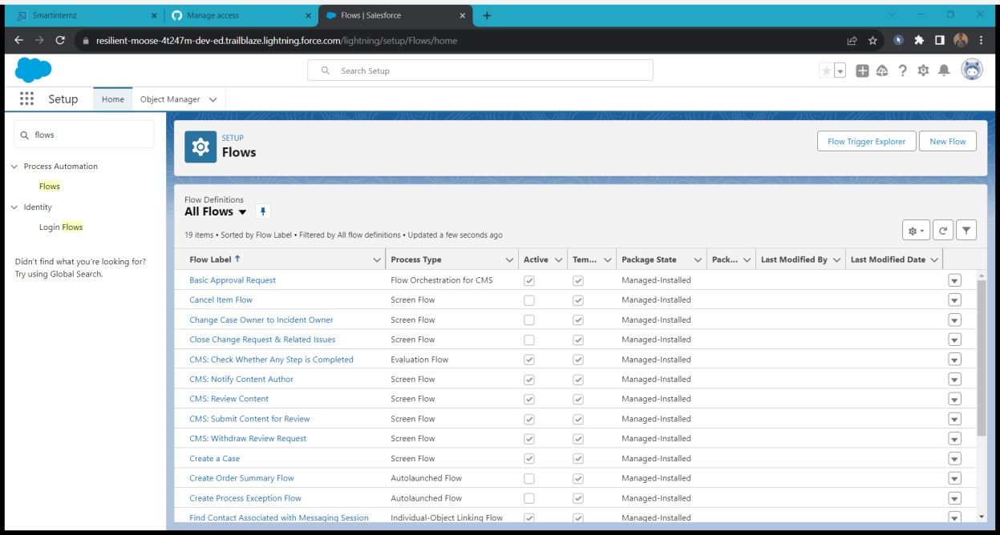 Smartinternz
Manage access
Flows | Salesforce
resilient-moose-4t247m-dev-ed.trailblaze.lightning.force.com/lightning/setup/Flows/home
Search Setup
Setup
Home
Object Manager
flows
Process Automation
Flows
Identity
Login Flows
Didn't find what you're looking for?
Try using Global Search.
SETUP
Flows
Flow Trigger Explorer
New Flow
Flow Definitions
All Flows
19 items • Sorted by Flow Label • Filtered by All flow definitions • Updated a few seconds ago
Flow Label ↑ Process Type Active Tem... Package State Pack... Last Modified By Last Modified Date
Basic Approval Request Flow Orchestration for CMS Managed-Installed
Cancel Item Flow Screen Flow Managed-Installed
Change Case Owner to Incident Owner Screen Flow Managed-Installed
Close Change Request & Related Issues Screen Flow Managed-Installed
CMS: Check Whether Any Step is Completed Evaluation Flow Managed-Installed
CMS: Notify Content Author Screen Flow Managed-Installed
CMS: Review Content Screen Flow Managed-Installed
CMS: Submit Content for Review Screen Flow Managed-Installed
CMS: Withdraw Review Request Screen Flow Managed-Installed
Create a Case Screen Flow Managed-Installed
Create Order Summary Flow Autolaunched Flow Managed-Installed
Create Process Exception Flow Autolaunched Flow Managed-Installed
Find Contact Associated with Messaging Session Individual-Object Linking Flow Managed-Installed